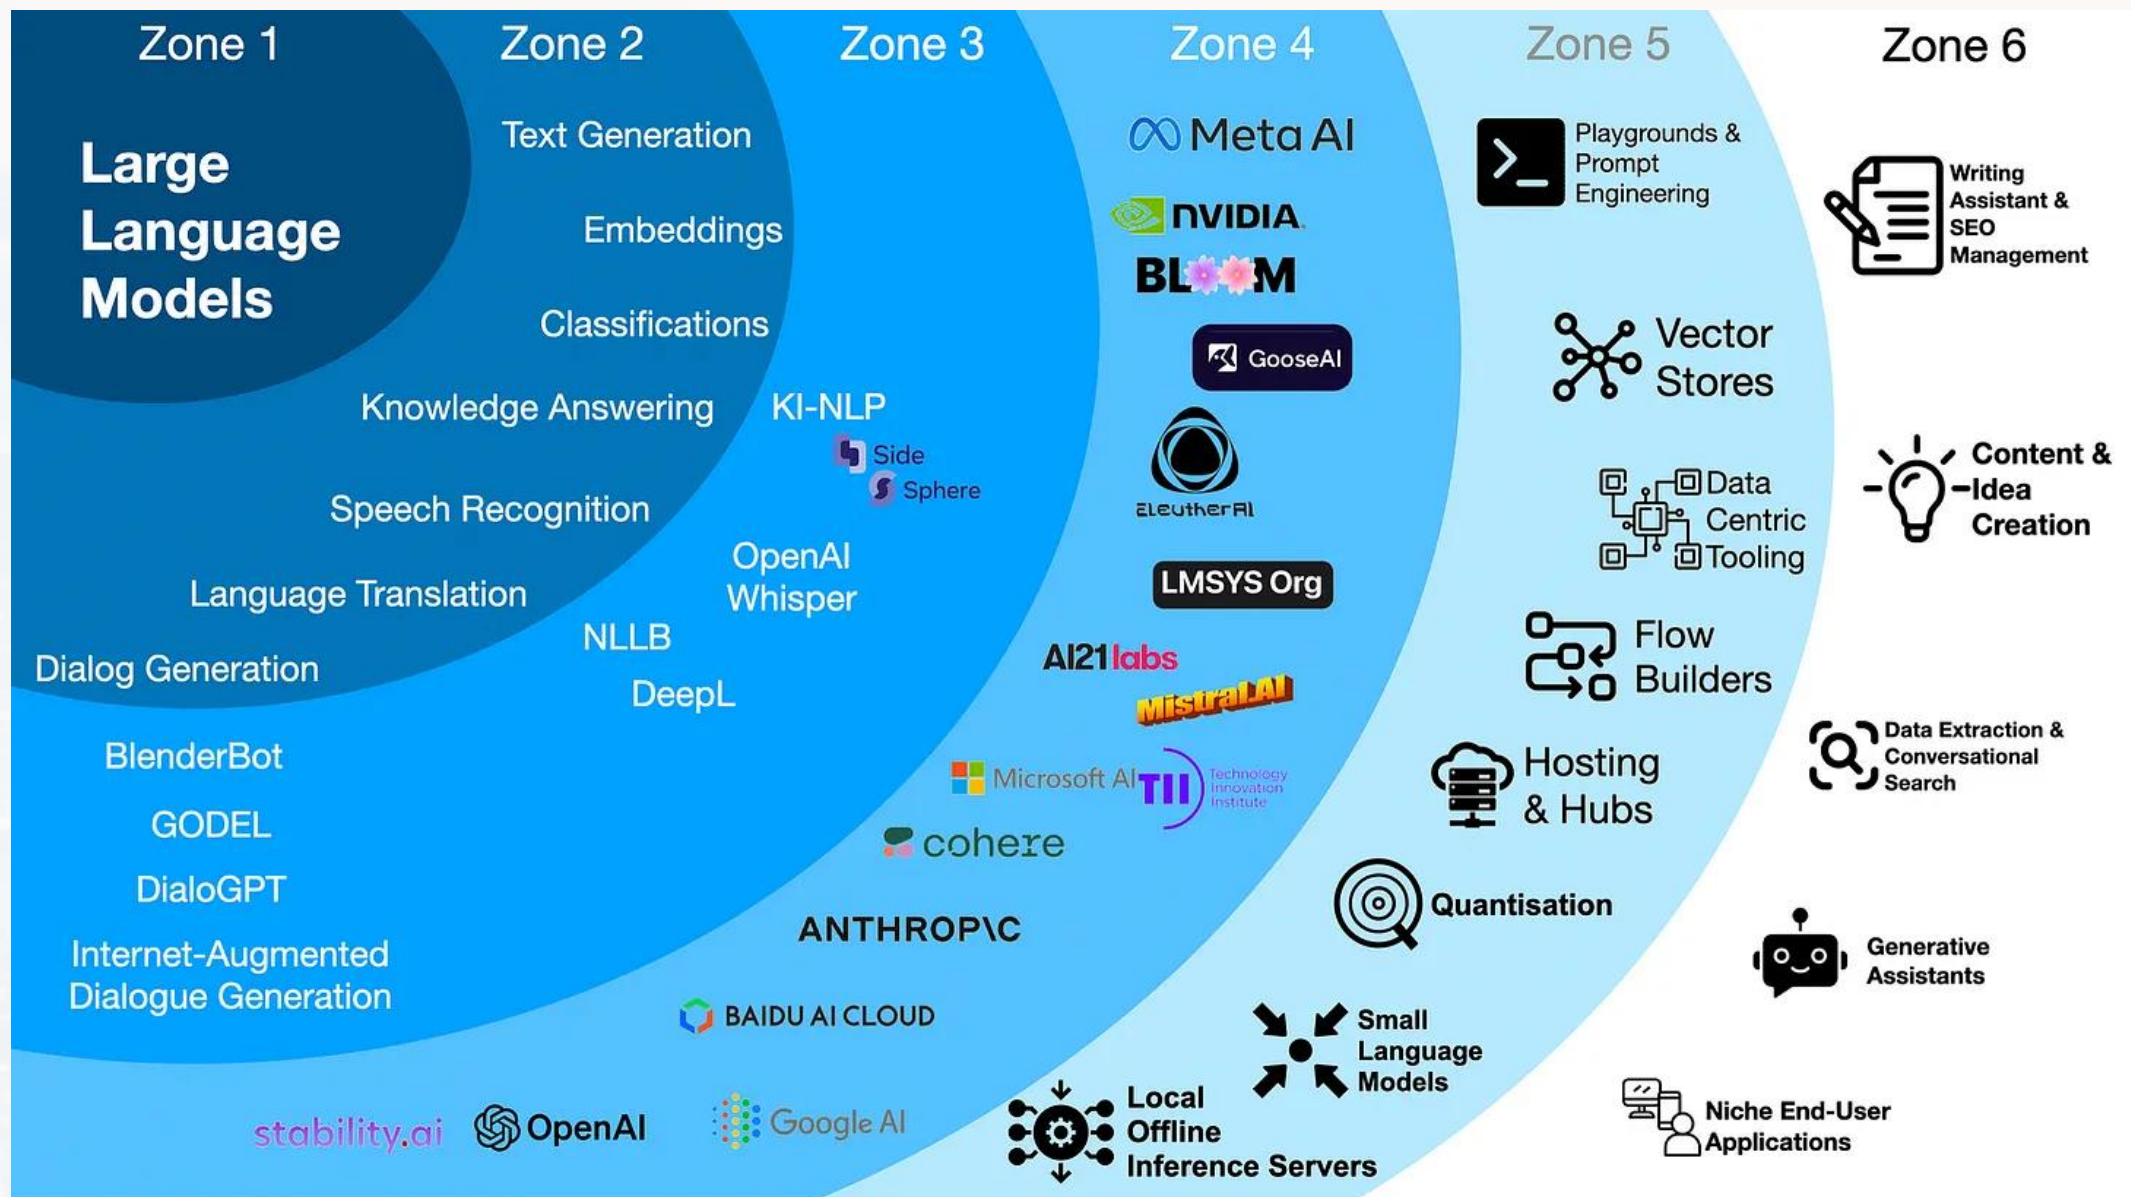 Zone 1
Large
Language
Models
Zone 2
Text Generation
Embeddings
Classifications
Knowledge Answering
Speech Recognition
Language Translation
Dialog Generation
Zone 3
KI-NLP
Side
Sphere
OpenAI
Whisper
NLLB
DeepL
BlenderBot
GODEL
DialoGPT
Internet-Augmented
Dialogue Generation
Zone 4
Meta AI
NVIDIA.
BLOOM
GooseAI
ELeutherAI
LMSYS Org
AI21labs
Mistral.AI
Microsoft AI
TII
Technology
Innovation
Institute
cohere
ANTHROP\C
BAIDU AI CLOUD
Google AI
OpenAI
stability.ai
Zone 5
Playgrounds &
Prompt
Engineering
Vector
Stores
Data
Centric
Tooling
Flow
Builders
Hosting
& Hubs
Quantisation
Small
Language
Models
Local
Offline
Inference Servers
Zone 6
Writing
Assistant &
SEO
Management
Content &
Idea
Creation
Data Extraction &
Conversational
Search
Generative
Assistants
Niche End-User
Applications